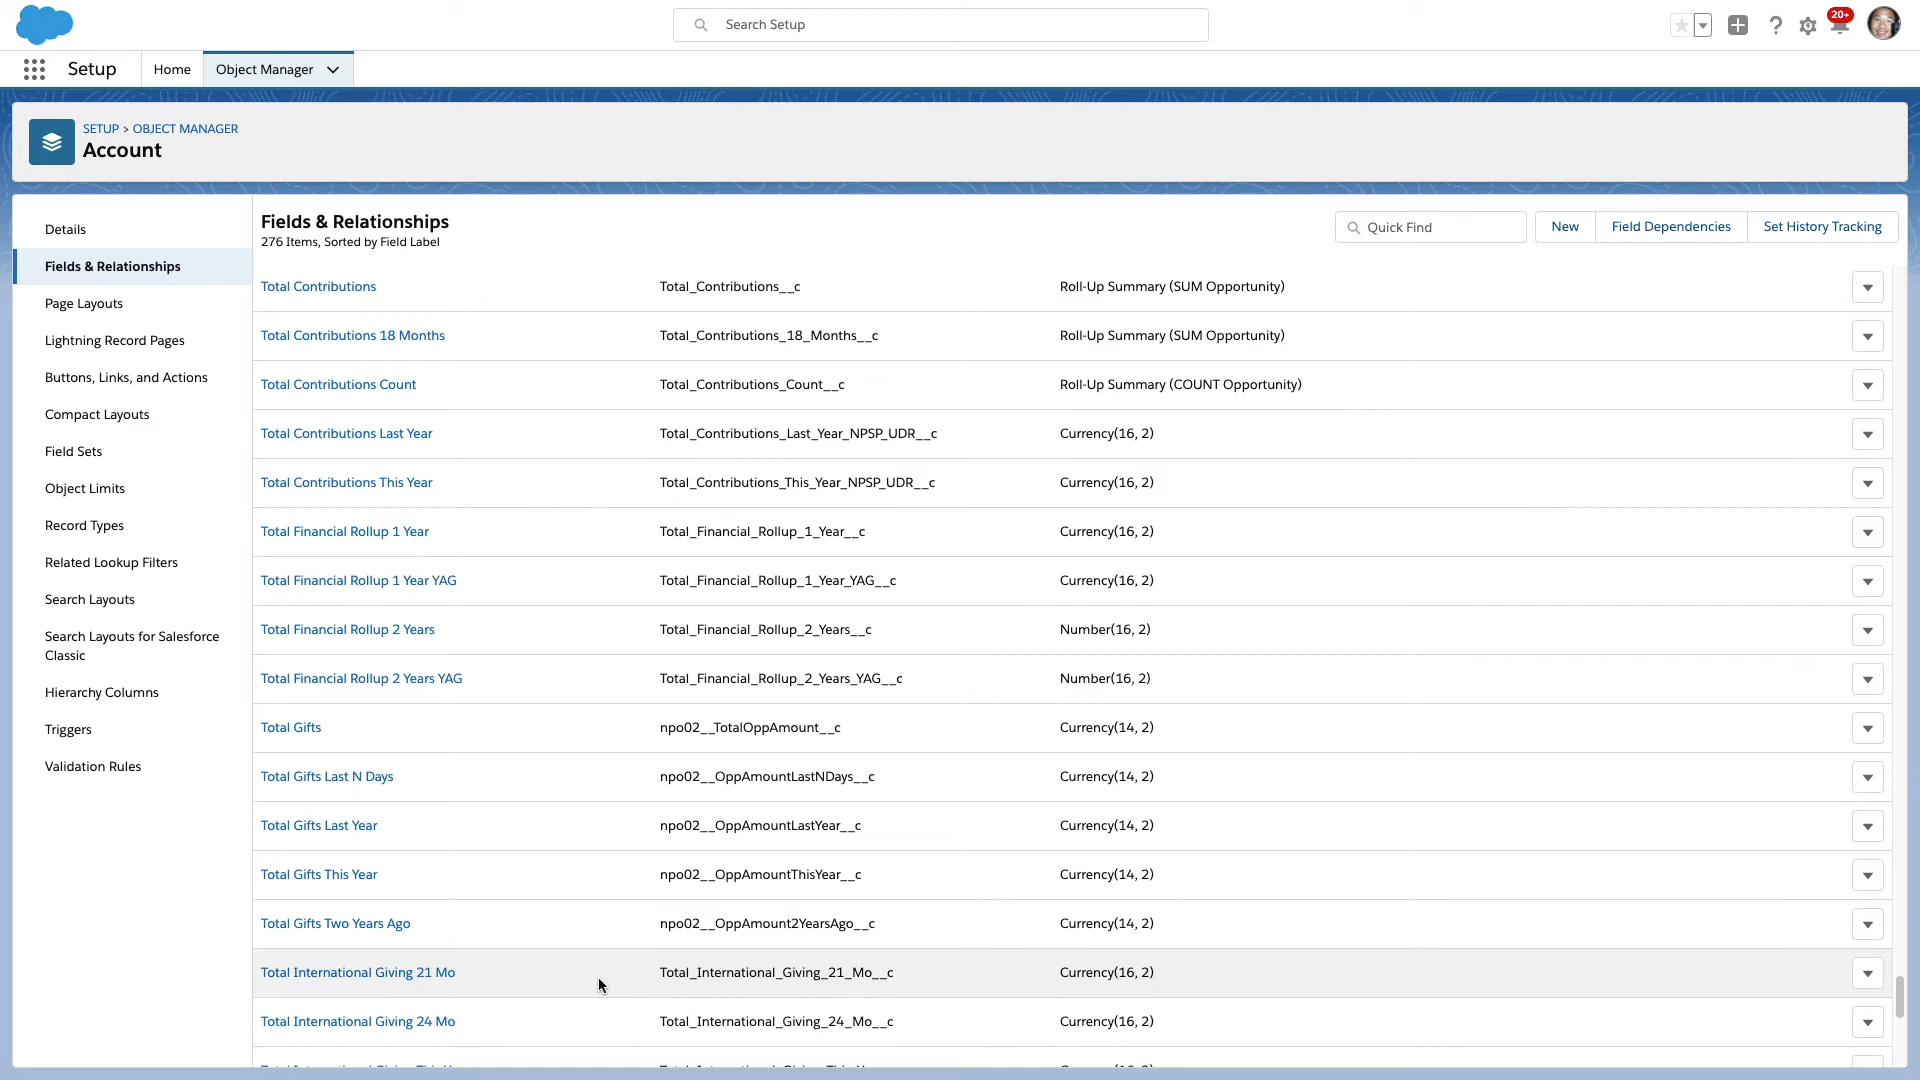 Search Setup
20+
Setup
Home
Object Manager
SETUP > OBJECT MANAGER
Account
Details
Fields & Relationships
Page Layouts
Lightning Record Pages
Buttons, Links, and Actions
Compact Layouts
Field Sets
Object Limits
Record Types
Related Lookup Filters
Search Layouts
Search Layouts for Salesforce
Classic
Hierarchy Columns
Triggers
Validation Rules
Fields & Relationships
276 Items, Sorted by Field Label
Quick Find
New
Field Dependencies
Set History Tracking
Total Contributions Total_Contributions__c Roll-Up Summary (SUM Opportunity)
Total Contributions 18 Months Total_Contributions_18_Months__c Roll-Up Summary (SUM Opportunity)
Total Contributions Count Total_Contributions_Count__c Roll-Up Summary (COUNT Opportunity)
Total Contributions Last Year Total_Contributions_Last_Year_NPSP_UDR__c Currency(16, 2)
Total Contributions This Year Total_Contributions_This_Year_NPSP_UDR__c Currency(16, 2)
Total Financial Rollup 1 Year Total_Financial_Rollup_1_Year__c Currency(16, 2)
Total Financial Rollup 1 Year YAG Total_Financial_Rollup_1_Year_YAG__c Currency(16, 2)
Total Financial Rollup 2 Years Total_Financial_Rollup_2_Years__c Number(16, 2)
Total Financial Rollup 2 Years YAG Total_Financial_Rollup_2_Years_YAG__c Number(16, 2)
Total Gifts npo02__TotalOppAmount__c Currency(14, 2)
Total Gifts Last N Days npo02__OppAmountLastNDays__c Currency(14, 2)
Total Gifts Last Year npo02__OppAmountLastYear__c Currency(14, 2)
Total Gifts This Year npo02__OppAmountThisYear__c Currency(14, 2)
Total Gifts Two Years Ago npo02__OppAmount2YearsAgo__c Currency(14, 2)
Total International Giving 21 Mo Total_International_Giving_21_Mo__c Currency(16, 2)
Total International Giving 24 Mo Total_International_Giving_24_Mo__c Currency(16, 2)